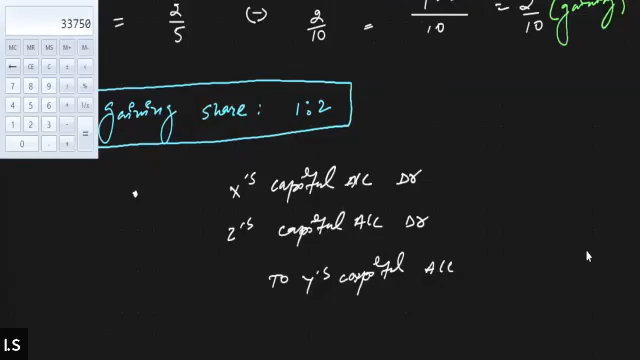 33750
MC MR MS M+ M-
← CE C ± √
7 8 9 / %
4 5 6 * 1/x
1 2 3 - =
0 . +
= 2/5 (-) 2/10 = /10 = 2/10 (gaining)
gaining share: 1:2
X's capital A/C Dr
Z's capital A/C Dr
To Y's capital A/C
I.S